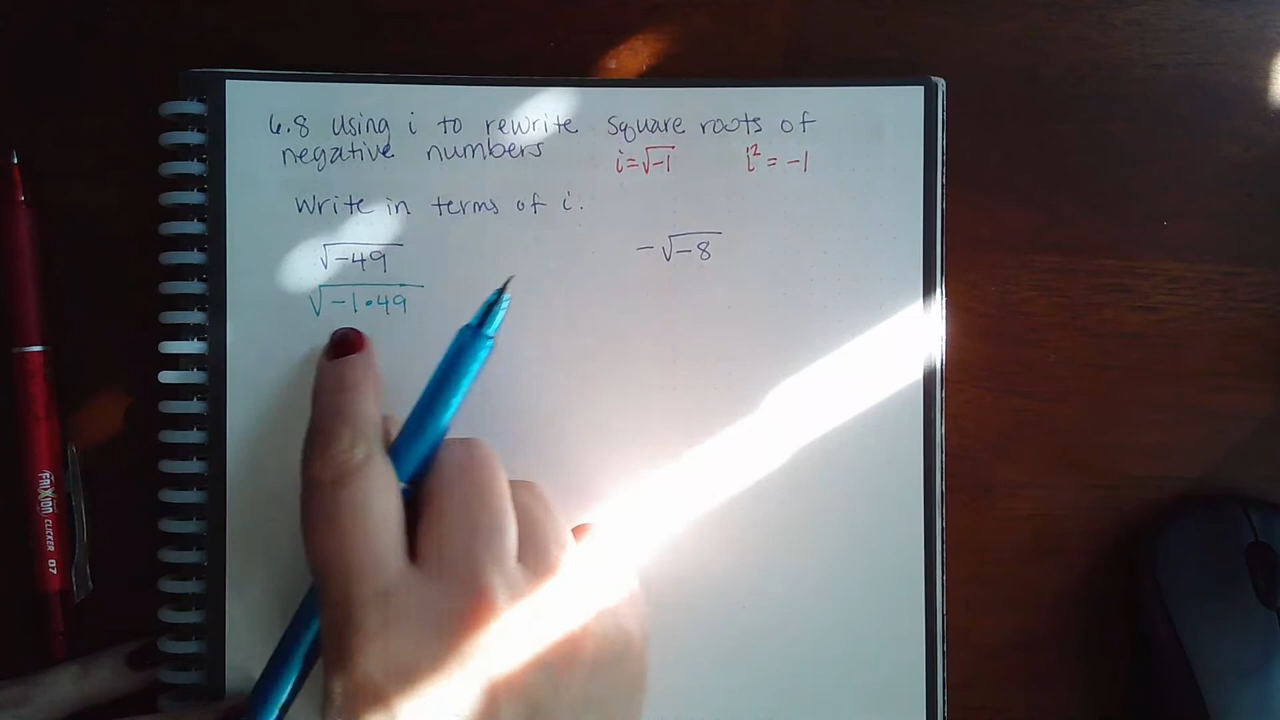 6.8 Using i to rewrite square roots of
negative numbers i=√-1 i²=-1
Write in terms of i.
√-49 -√-8
√-1•49
FRIXION CLICKER 07